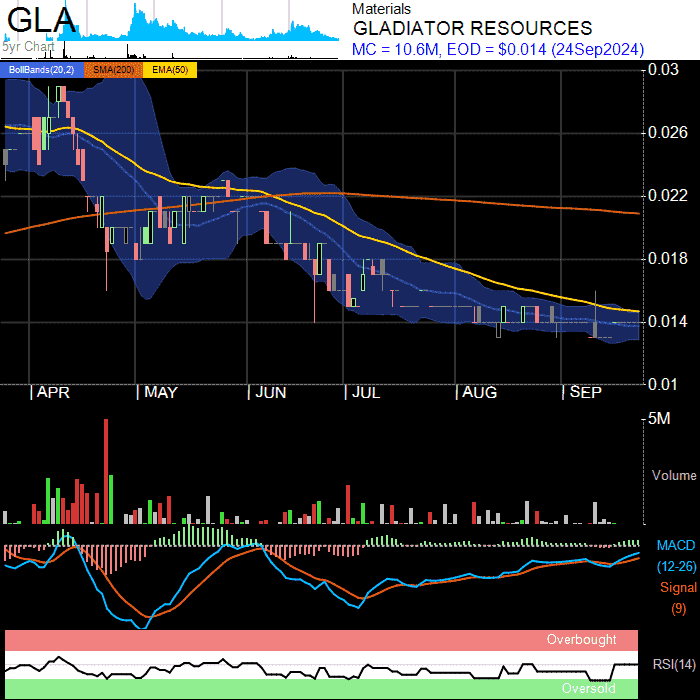 GLA
5yr Chart
Materials
GLADIATOR RESOURCES
MC = 10.6M, EOD = $0.014 (24Sep2024)
BollBands(20,2) SMA(200) EMA(50)
0.03
0.026
0.022
0.018
0.014
0.01
APR MAY JUN JUL AUG SEP
5M
Volume
MACD
(12-26)
Signal
(9)
Overbought
RSI(14)
Oversold